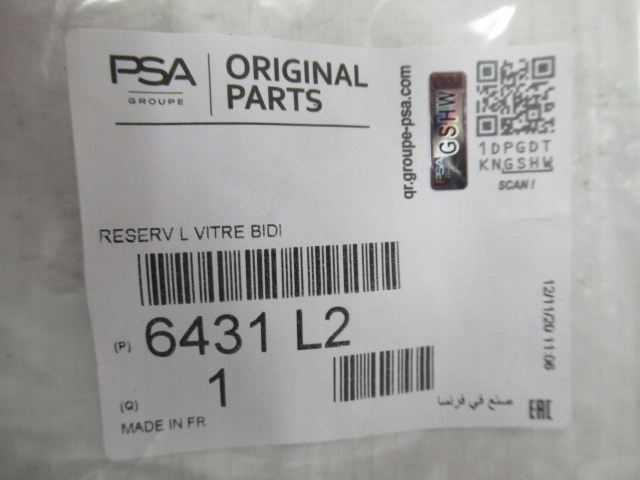 PSA
GROUPE
ORIGINAL
PARTS
qr.groupe-psa.com
PSA GSHW
1DPGDT
KNGSHW
SCAN!
RESERV L VITRE BIDI
(P) 6431 L2
(Q) 1
MADE IN FR
صنع في فرنسا
EAC
12/11/20 11:06